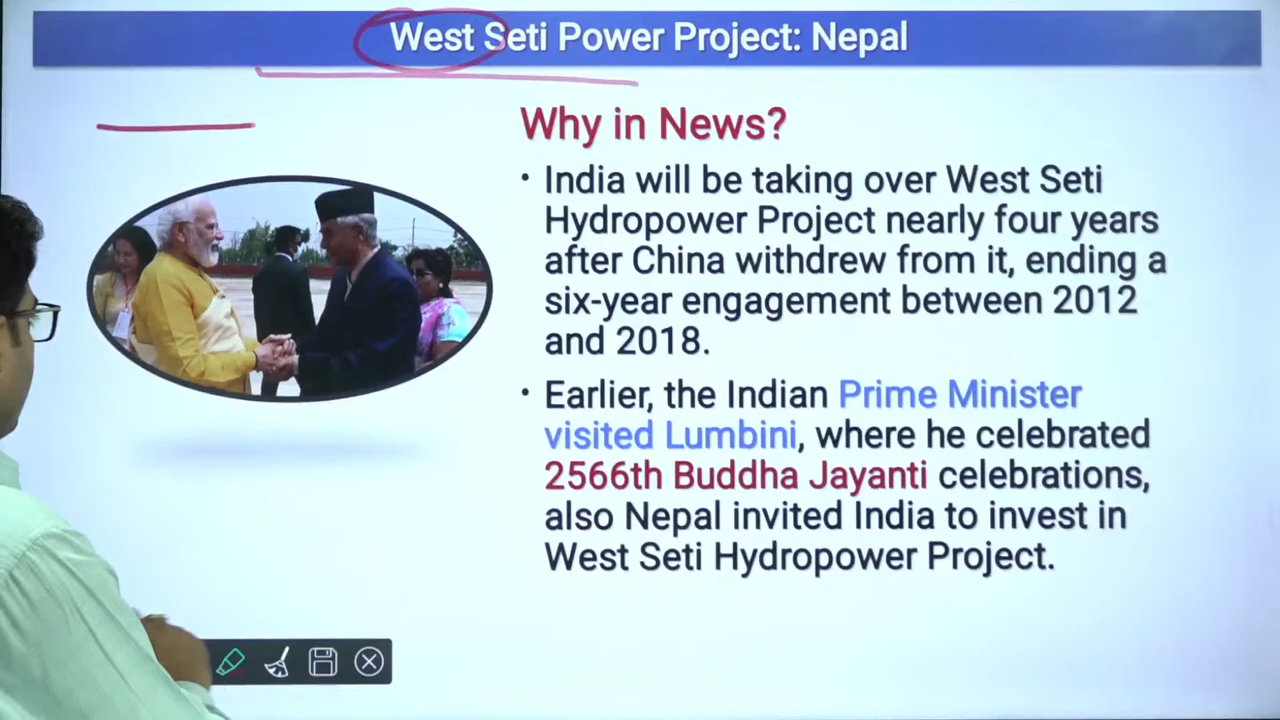 West Seti Power Project: Nepal
Why in News?
• India will be taking over West Seti
Hydropower Project nearly four years
after China withdrew from it, ending a
six-year engagement between 2012
and 2018.
• Earlier, the Indian Prime Minister
visited Lumbini, where he celebrated
2566th Buddha Jayanti celebrations,
also Nepal invited India to invest in
West Seti Hydropower Project.